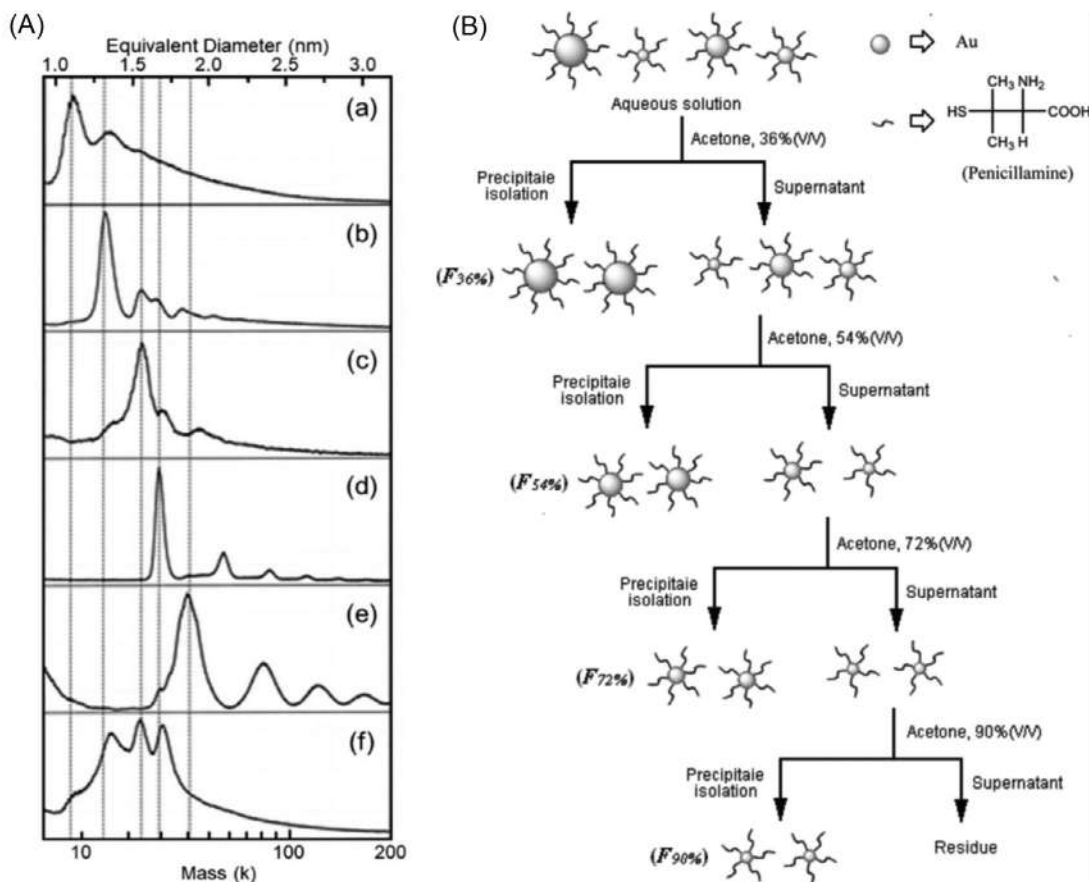 (A)
Equivalent Diameter (nm)
1.0 1.5 2.0 2.5 3.0
(a)
(b)
(c)
(d)
(e)
(f)
10 100 200
Mass (k)
(B)
Au
CH₃ NH₂
HS COOH
CH₃ H
(Penicillamine)
Aqueous solution
Acetone, 36%(V/V)
Precipitaie
isolation
Supernatant
(F36%)
Acetone, 54%(V/V)
Precipitaie
isolation
Supernatant
(F54%)
Acetone, 72%(V/V)
Precipitaie
isolation
Supernatant
(F72%)
Acetone, 90%(V/V)
Precipitaie
isolation
Supernatant
(F90%)
Residue